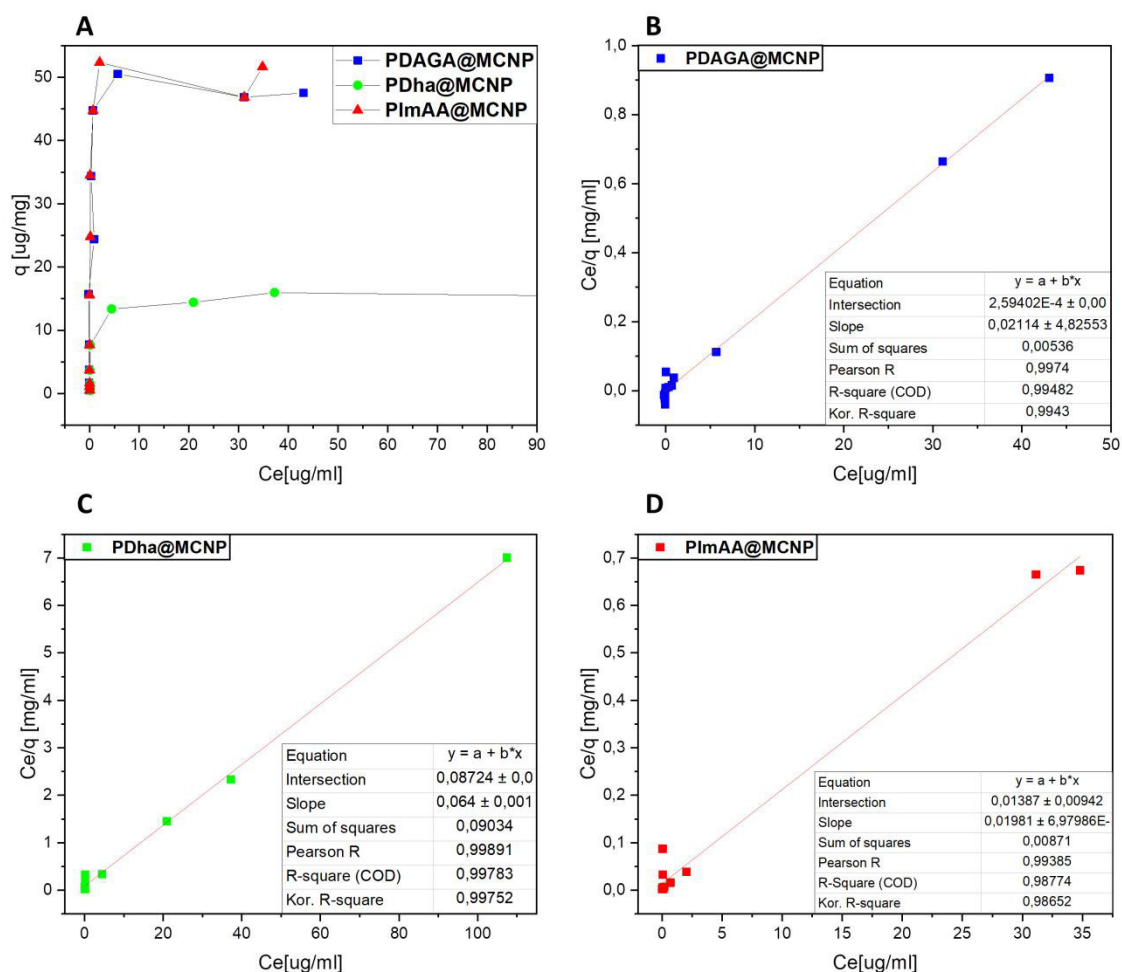 A
q [ug/mg]
50
40
30
20
10
0
PDAGA@MCNP
PDha@MCNP
PImAA@MCNP
0 10 20 30 40 50 60 70 80 90
Ce[ug/ml]
B
Ce/q [mg/ml]
1,0
0,8
0,6
0,4
0,2
0,0
PDAGA@MCNP
Equation y = a + b*x
Intersection 2,59402E-4 ± 0,00
Slope 0,02114 ± 4,82553
Sum of squares 0,00536
Pearson R 0,9974
R-square (COD) 0,99482
Kor. R-square 0,9943
0 10 20 30 40 50
Ce[ug/ml]
C
Ce/q [mg/ml]
7
6
5
4
3
2
1
0
PDha@MCNP
Equation y = a + b*x
Intersection 0,08724 ± 0,0
Slope 0,064 ± 0,001
Sum of squares 0,09034
Pearson R 0,99891
R-square (COD) 0,99783
Kor. R-square 0,99752
0 20 40 60 80 100
Ce[ug/ml]
D
Ce/q [mg/ml]
0,7
0,6
0,5
0,4
0,3
0,2
0,1
0,0
PImAA@MCNP
Equation y = a + b*x
Intersection 0,01387 ± 0,00942
Slope 0,01981 ± 6,97986E-
Sum of squares 0,00871
Pearson R 0,99385
R-Square (COD) 0,98774
Kor. R-square 0,98652
0 5 10 15 20 25 30 35
Ce[ug/ml]